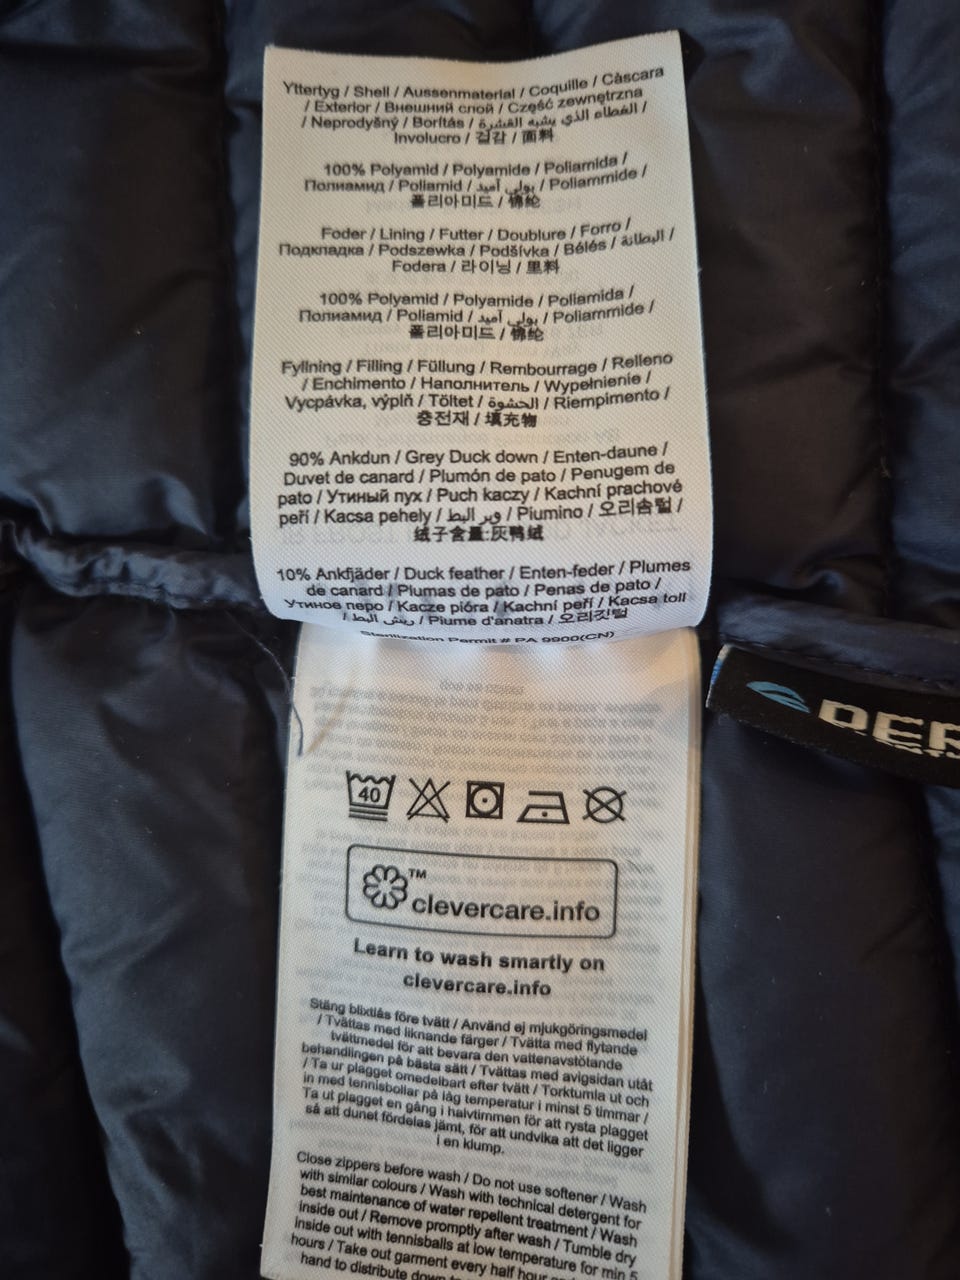 Yttertyg / Shell / Aussenmaterial / Coquille / Càscara
/ Exterior / Внешний слой / Część zewnętrzna
/ Neprodyšný / Borítás / الغطاء الذي يشبه القشرة /
Involucro / 겉감 / 面料
100% Polyamid / Polyamide / Poliamida /
Полиамид / Poliamid / بولي أميد / Poliammide /
폴리아미드 / 锦纶
Foder / Lining / Futter / Doublure / Forro /
Подкладка / Podszewka / Podšívka / Bélés / البطانة /
Fodera / 라이닝 / 里料
100% Polyamid / Polyamide / Poliamida /
Полиамид / Poliamid / بولي أميد / Poliammide /
폴리아미드 / 锦纶
Fyllning / Filling / Füllung / Rembourrage / Relleno
/ Enchimento / Наполнитель / Wypełnienie /
Vycpávka, výplň / Töltet / الحشوة / Riempimento /
충전재 / 填充物
90% Ankdun / Grey Duck down / Enten-daune /
Duvet de canard / Plumón de pato / Penugem de
pato / Утиный пух / Puch kaczy / Kachní prachové
peří / Kacsa pehely / وبر البط / Piumino / 오리솜털 /
绒子含量:灰鸭绒
10% Ankfjäder / Duck feather / Enten-feder / Plumes
de canard / Plumas de pato / Penas de pato /
Утиное перо / Kacze pióra / Kachní peří / Kacsa toll
/ ريش البط / Piume d'anatra / 오리깃털
Sterilization Permit # PA 9900(CN)
40
™
clevercare.info
Learn to wash smartly on
clevercare.info
Stäng blixtlås före tvätt / Använd ej mjukgöringsmedel
/ Tvättas med liknande färger / Tvätta med flytande
tvättmedel för att bevara den vattenavstötande
behandlingen på bästa sätt / Tvättas med avigsidan utåt
/ Ta ur plagget omedelbart efter tvätt / Torktumla ut och
in med tennisbollar på låg temperatur i minst 5 timmar /
Ta ut plagget en gång i halvtimmen för att rysta plagget
så att dunet fördelas jämt, för att undvika att det ligger
i en klump.
Close zippers before wash / Do not use softener / Wash
with similar colours / Wash with technical detergent for
best maintenance of water repellent treatment / Wash
inside out / Remove promptly after wash / Tumble dry
inside out with tennisballs at low temperature for min 5
hours / Take out garment every half hour
hand to distribute down
DER